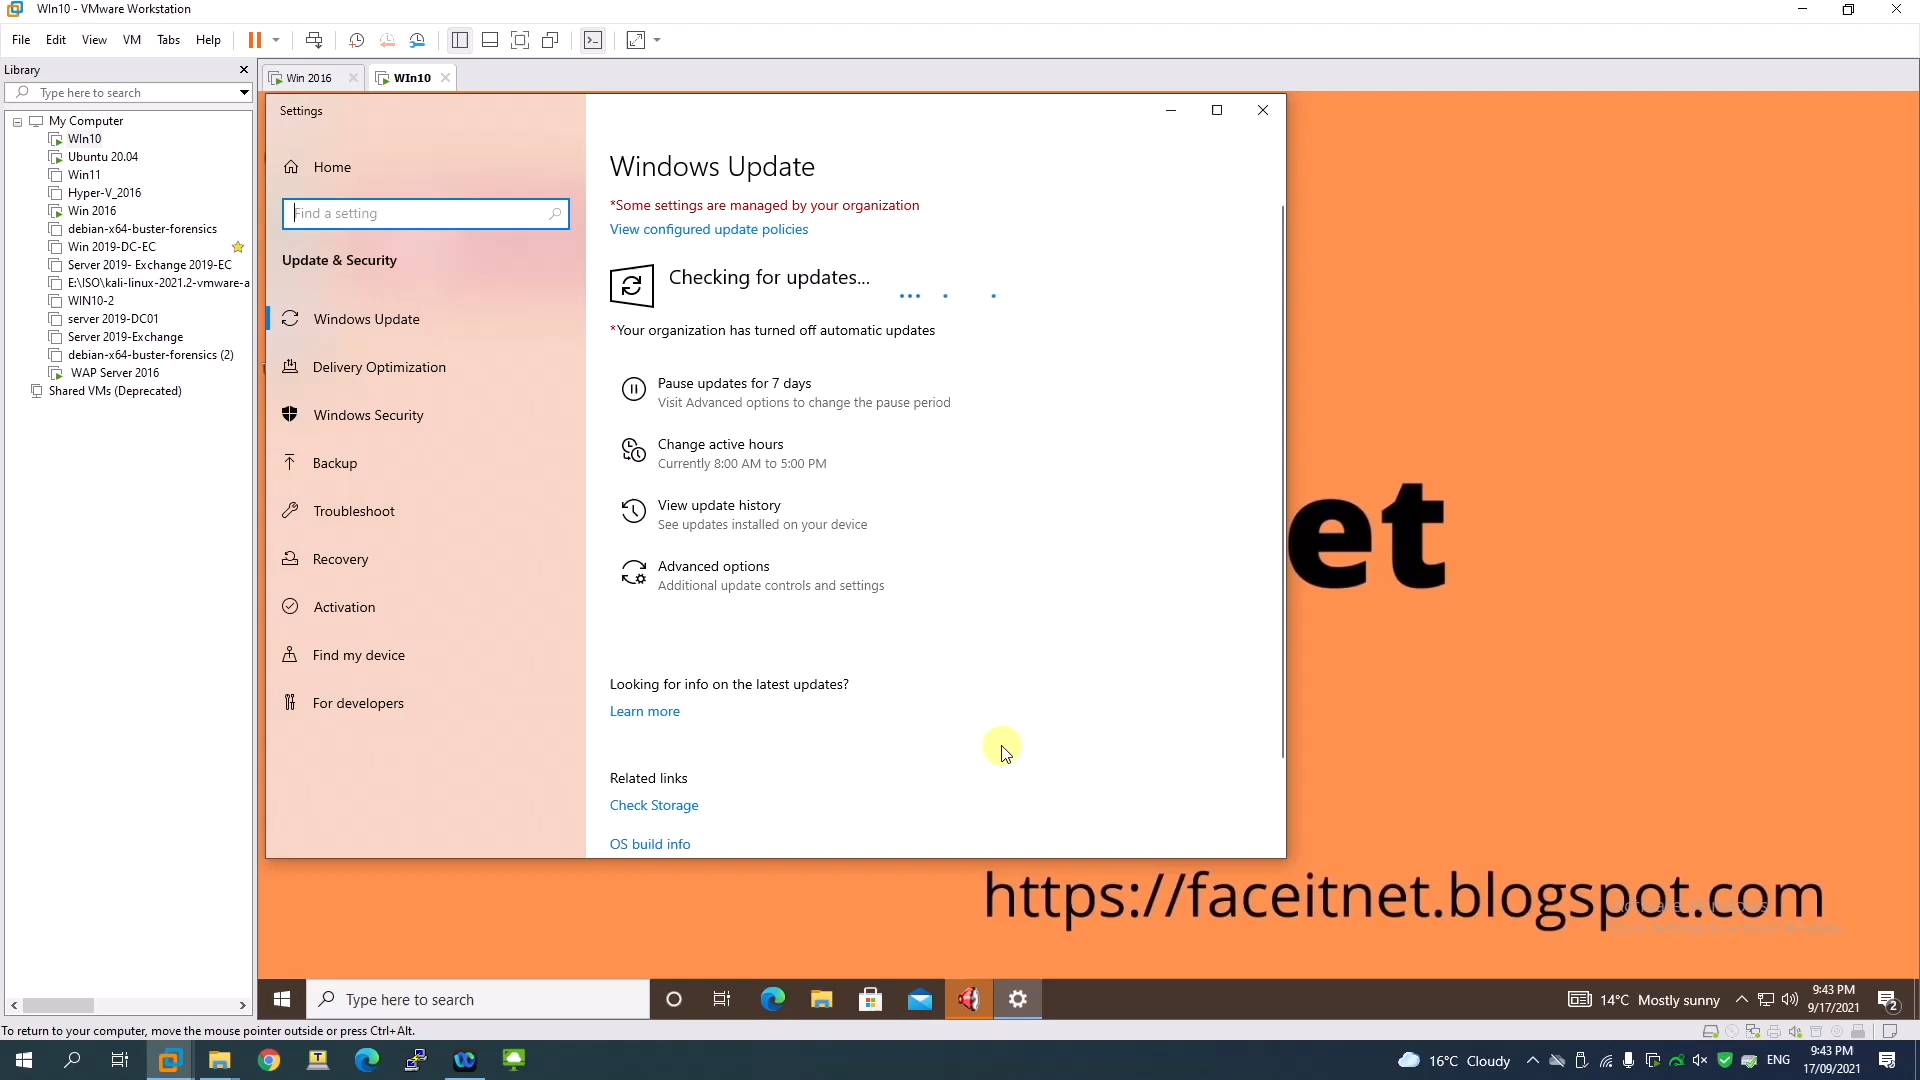 WIn10 - VMware Workstation
File Edit View VM Tabs Help
Library
Type here to search
My Computer
WIn10
Ubuntu 20.04
Win11
Hyper-V_2016
Win 2016
debian-x64-buster-forensics
Win 2019-DC-EC
Server 2019- Exchange 2019-EC
E:\ISO\kali-linux-2021.2-vmware-a
WIN10-2
server 2019-DC01
Server 2019-Exchange
debian-x64-buster-forensics (2)
WAP Server 2016
Shared VMs (Deprecated)
Win 2016
WIn10
Settings
Home
Find a setting
Update & Security
Windows Update
Delivery Optimization
Windows Security
Backup
Troubleshoot
Recovery
Activation
Find my device
For developers
Windows Update
*Some settings are managed by your organization
View configured update policies
Checking for updates...
*Your organization has turned off automatic updates
Pause updates for 7 days
Visit Advanced options to change the pause period
Change active hours
Currently 8:00 AM to 5:00 PM
View update history
See updates installed on your device
Advanced options
Additional update controls and settings
Looking for info on the latest updates?
Learn more
Related links
Check Storage
OS build info
et
https://faceitnet.blogspot.com
Type here to search
14°C Mostly sunny
9:43 PM
9/17/2021
2
To return to your computer, move the mouse pointer outside or press Ctrl+Alt.
16°C Cloudy
ENG
9:43 PM
17/09/2021